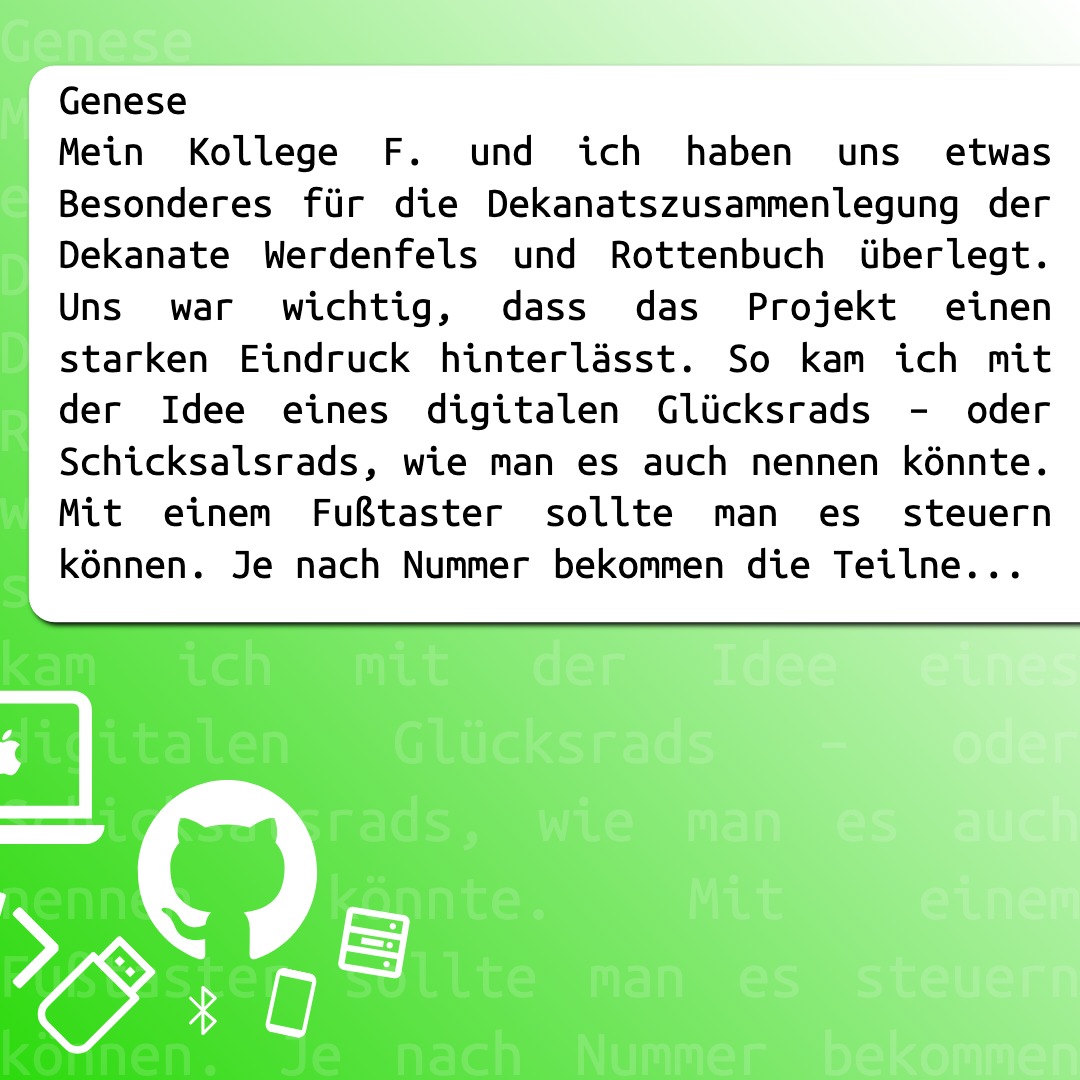 Genese
Mein Kollege F. und ich haben uns etwas
Besonderes für die Dekanatszusammenlegung der
Dekanate Werdenfels und Rottenbuch überlegt.
Uns war wichtig, dass das Projekt einen
starken Eindruck hinterlässt. So kam ich mit
der Idee eines digitalen Glücksrads – oder
Schicksalsrads, wie man es auch nennen könnte.
Mit einem Fußtaster sollte man es steuern
können. Je nach Nummer bekommen die Teilne...
Genese
kam ich mit der Idee eines
digitalen Glücksrads – oder
Schicksalsrads, wie man es auch
nennen könnte. Mit einem
Fußtaster sollte man es steuern
können. Je nach Nummer bekommen